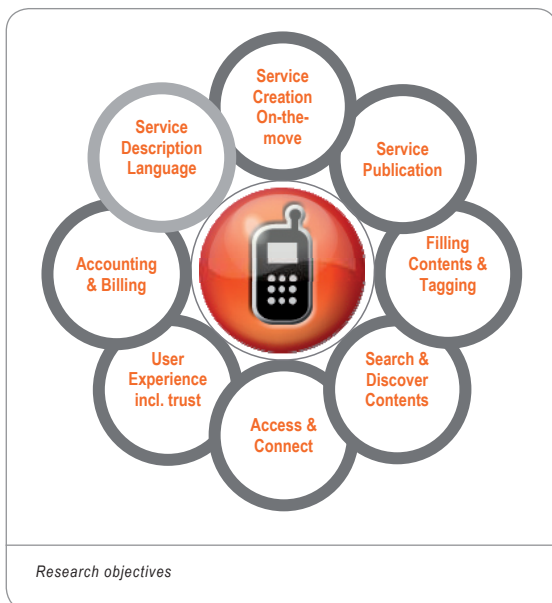 Service
Creation
On-the-
move
Service
Publication
Filling
Contents &
Tagging
Search &
Discover
Contents
Access &
Connect
User
Experience
incl. trust
Accounting
& Billing
Service
Description
Language
Research objectives